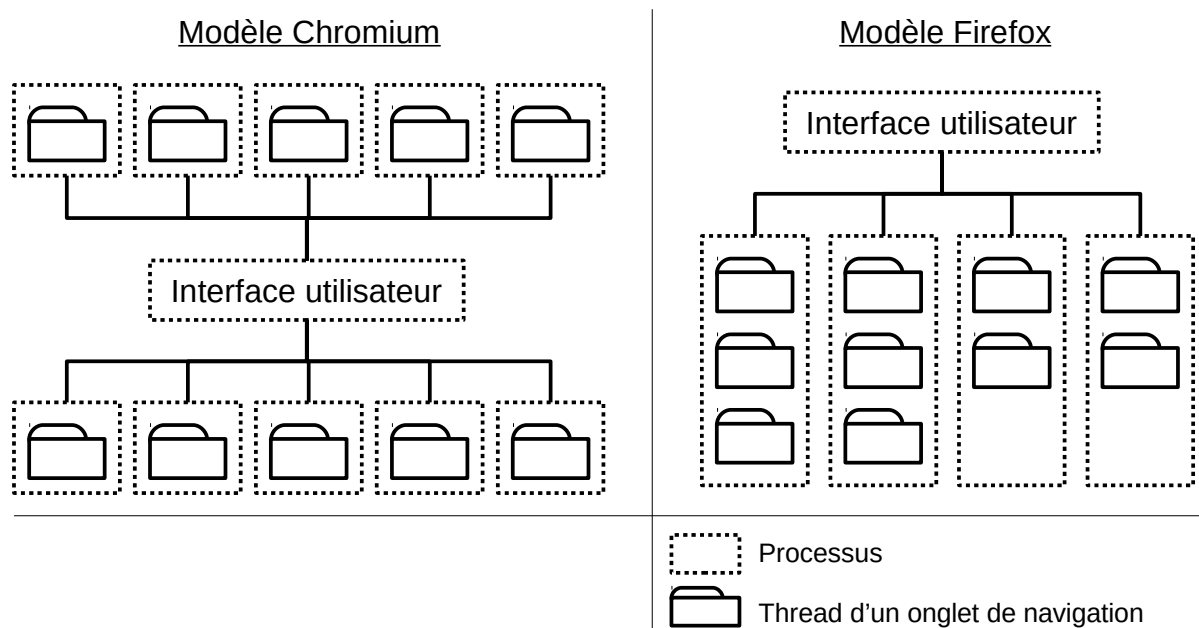 Modèle Chromium
Interface utilisateur
Modèle Firefox
Interface utilisateur
Processus
Thread d'un onglet de navigation